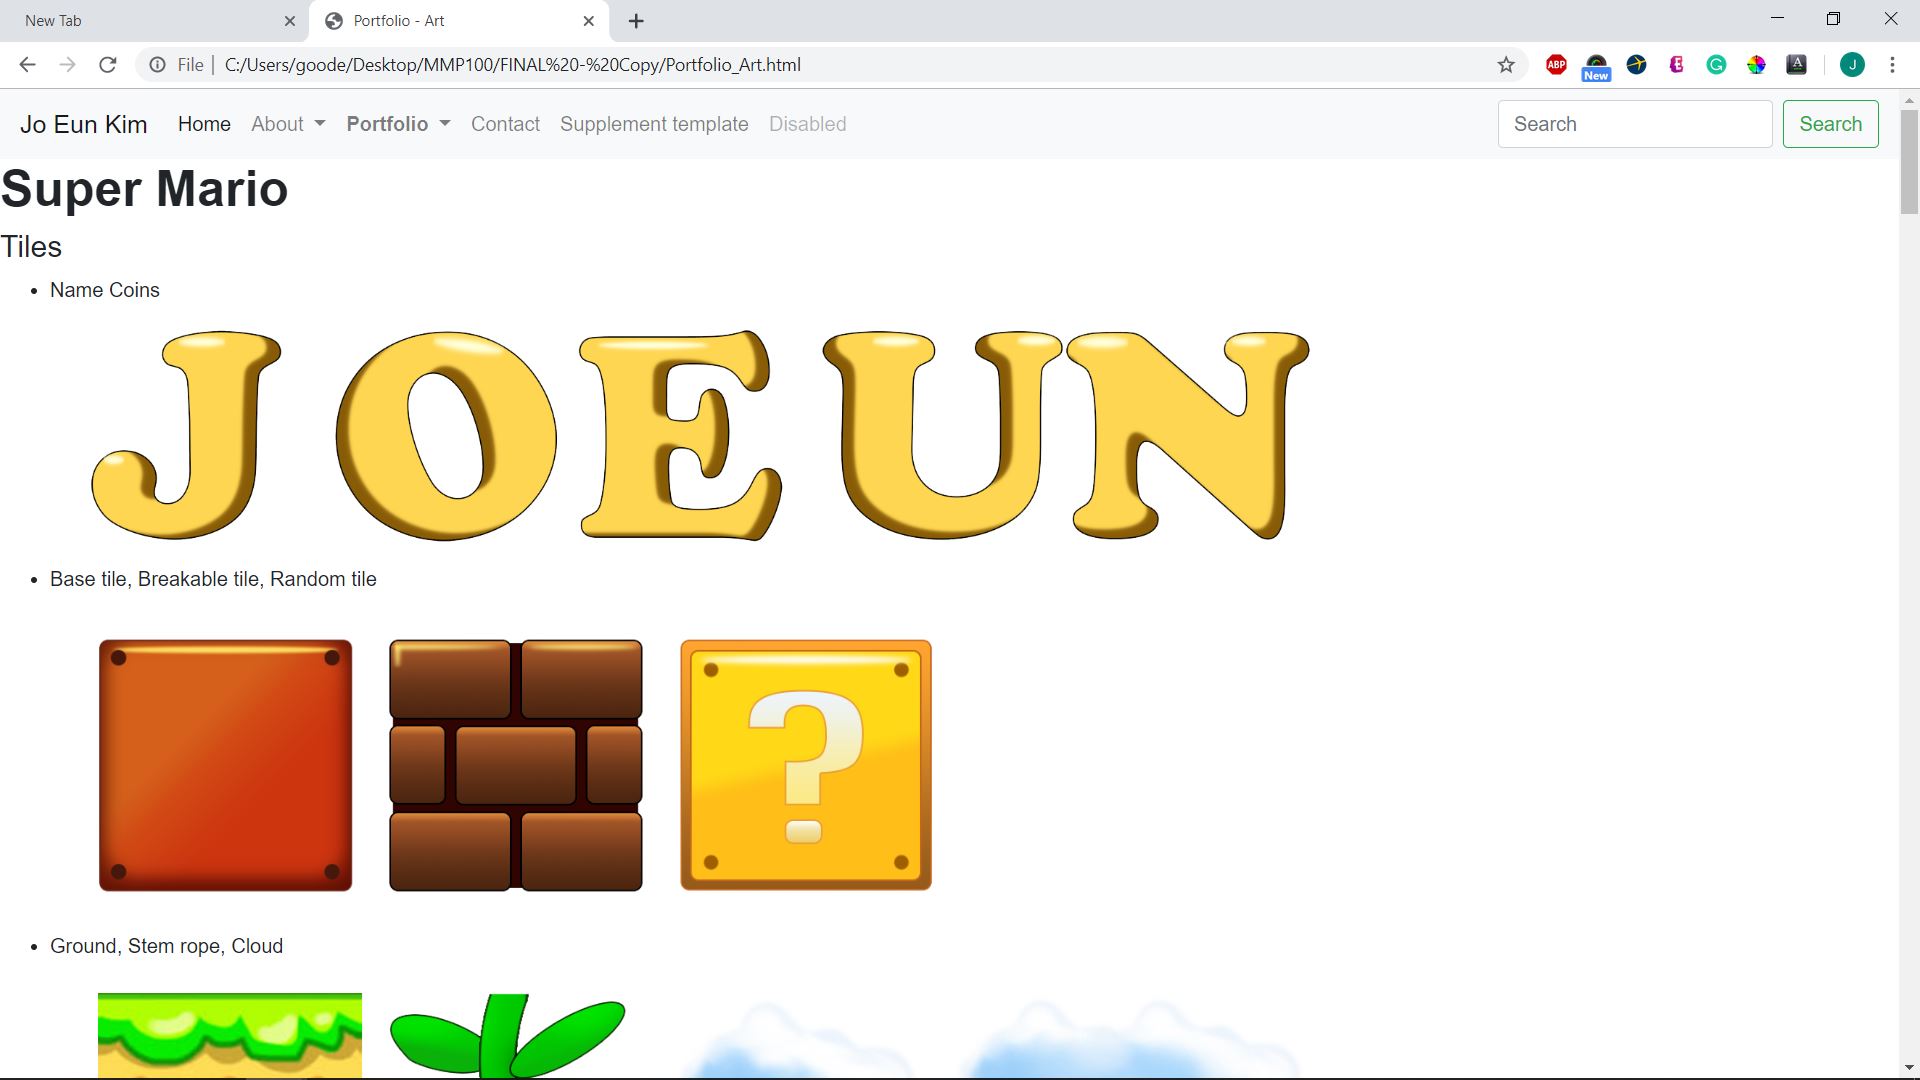 New Tab
Portfolio - Art
File
C:/Users/goode/Desktop/MMP100/FINAL%20-%20Copy/Portfolio_Art.html
ABP
New
A
J
Jo Eun Kim Home About Portfolio Contact Supplement template Disabled Search Search
Super Mario
Tiles
Name Coins
J O E U N
Base tile, Breakable tile, Random tile
?
Ground, Stem rope, Cloud